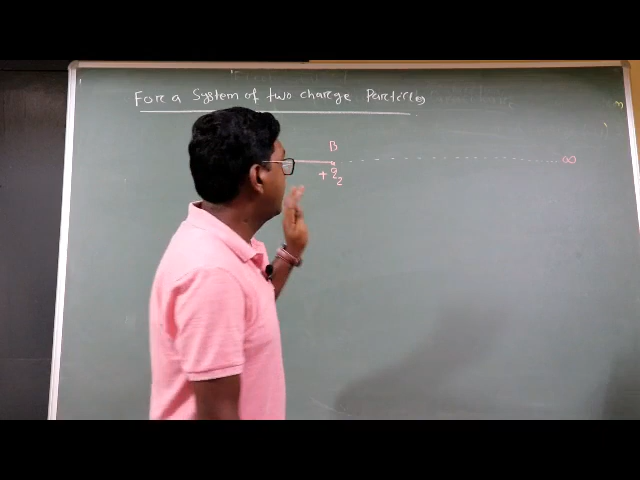 For a System of two charge Particles
B
∞
+q₂